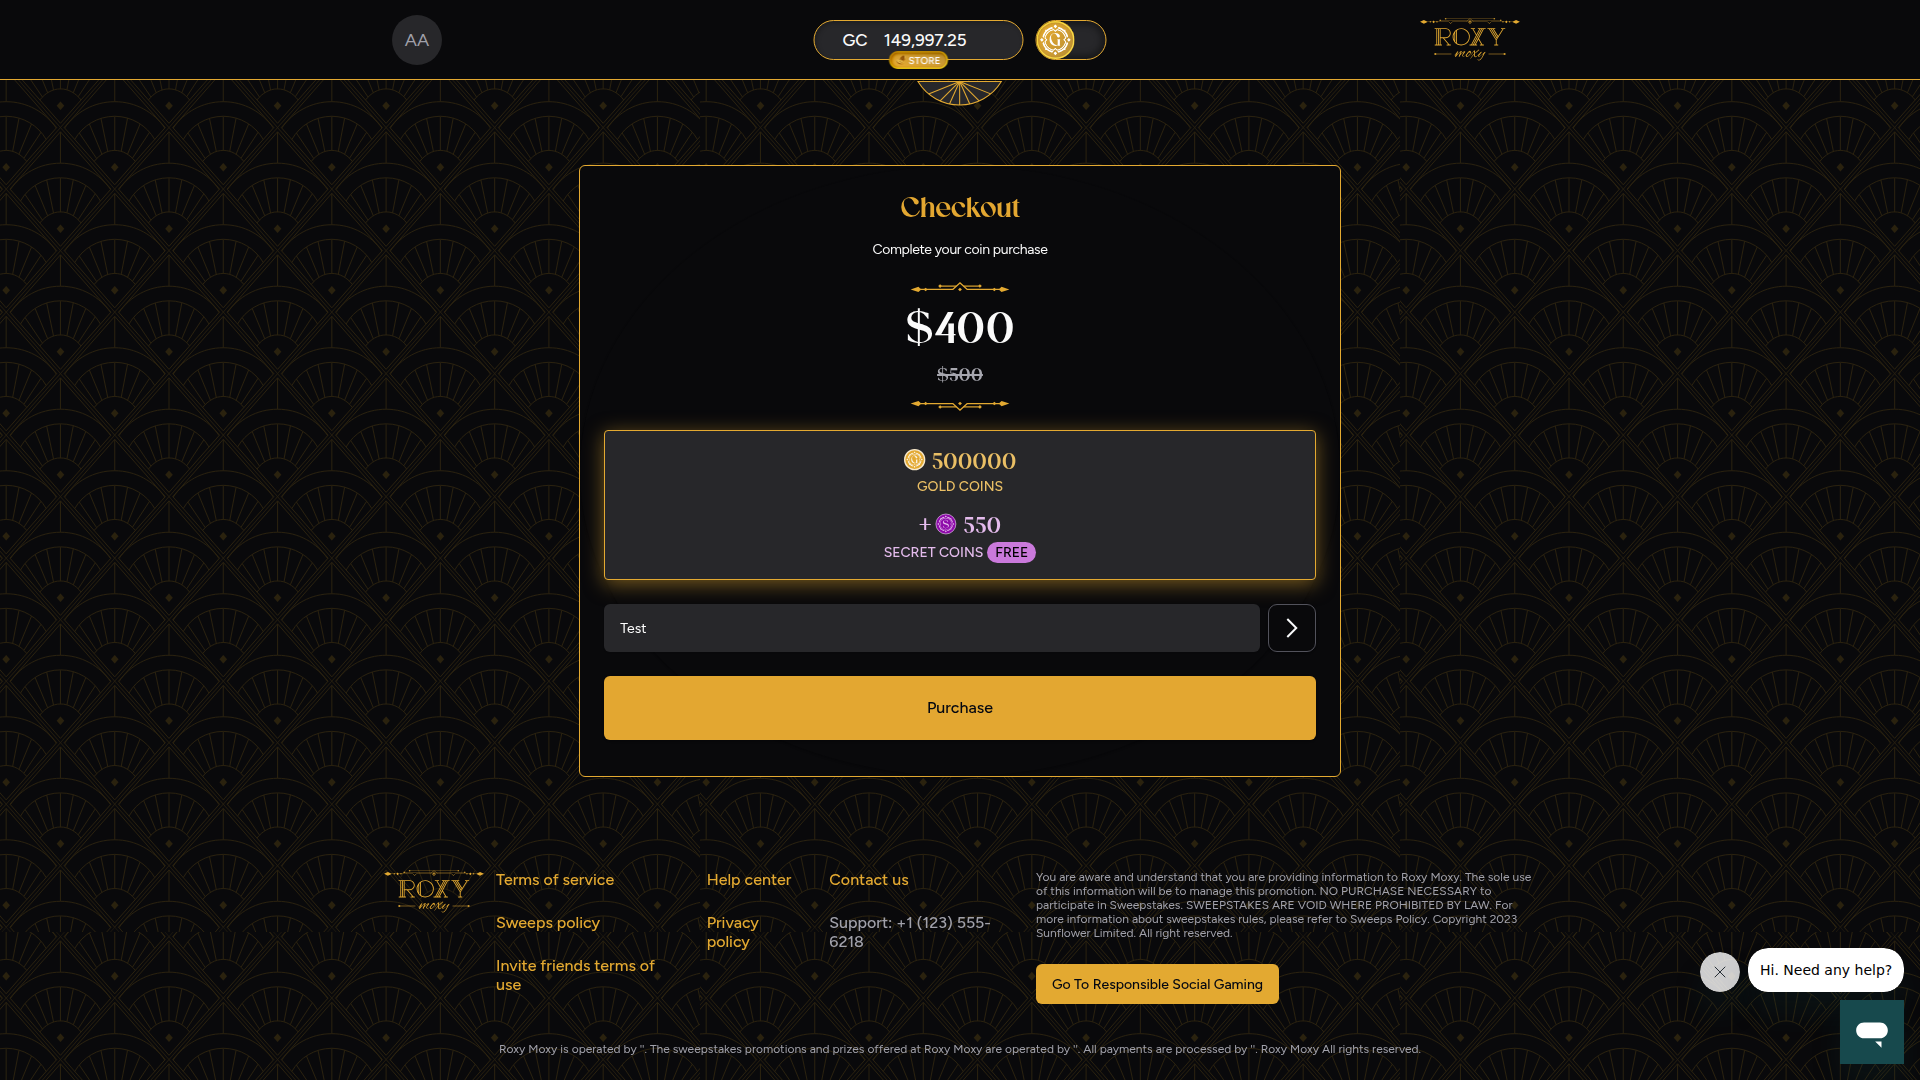 AA
GC 149,997.25
STORE
G
ROXY
moxy
Checkout
Complete your coin purchase
$400
$500
500000
GOLD COINS
+ S 550
SECRET COINS FREE
Test
Purchase
ROXY
moxy
Terms of service
Sweeps policy
Invite friends terms of
use
Help center
Privacy
policy
Contact us
Support: +1 (123) 555-
6218
You are aware and understand that you are providing information to Roxy Moxy. The sole use
of this information will be to manage this promotion. NO PURCHASE NECESSARY to
participate in Sweepstakes. SWEEPSTAKES ARE VOID WHERE PROHIBITED BY LAW. For
more information about sweepstakes rules, please refer to Sweeps Policy. Copyright 2023
Sunflower Limited. All right reserved.
Go To Responsible Social Gaming
Hi. Need any help?
Roxy Moxy is operated by ''. The sweepstakes promotions and prizes offered at Roxy Moxy are operated by ''. All payments are processed by ''. Roxy Moxy All rights reserved.